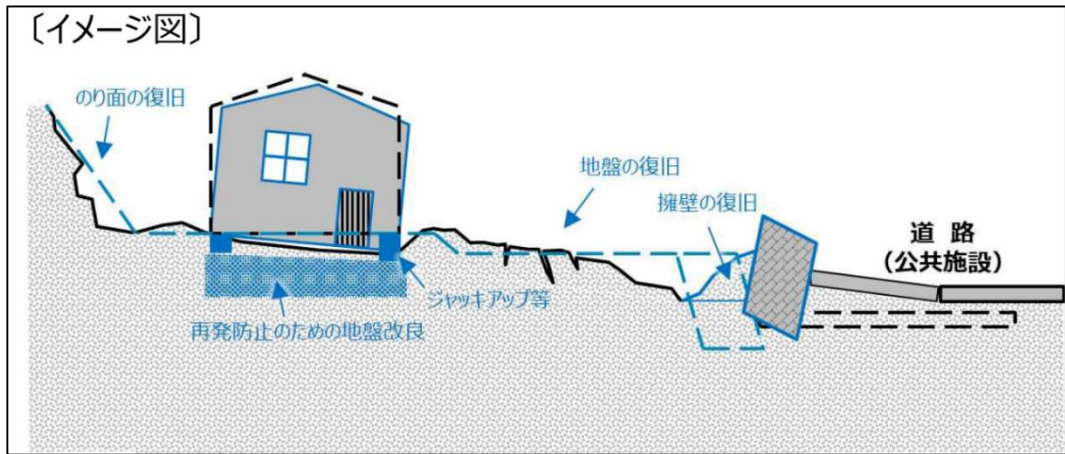 〔イメージ図〕
のり面の復旧
地盤の復旧
擁壁の復旧
道 路
(公共施設)
ジャッキアップ等
再発防止のための地盤改良